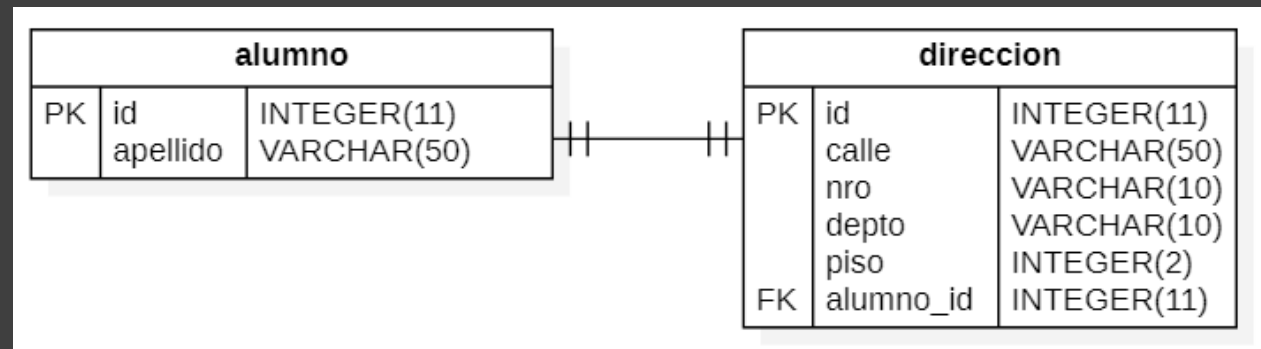 alumno
PK id INTEGER(11)
apellido VARCHAR(50)
direccion
PK id INTEGER(11)
calle VARCHAR(50)
nro VARCHAR(10)
depto VARCHAR(10)
piso INTEGER(2)
FK alumno_id INTEGER(11)